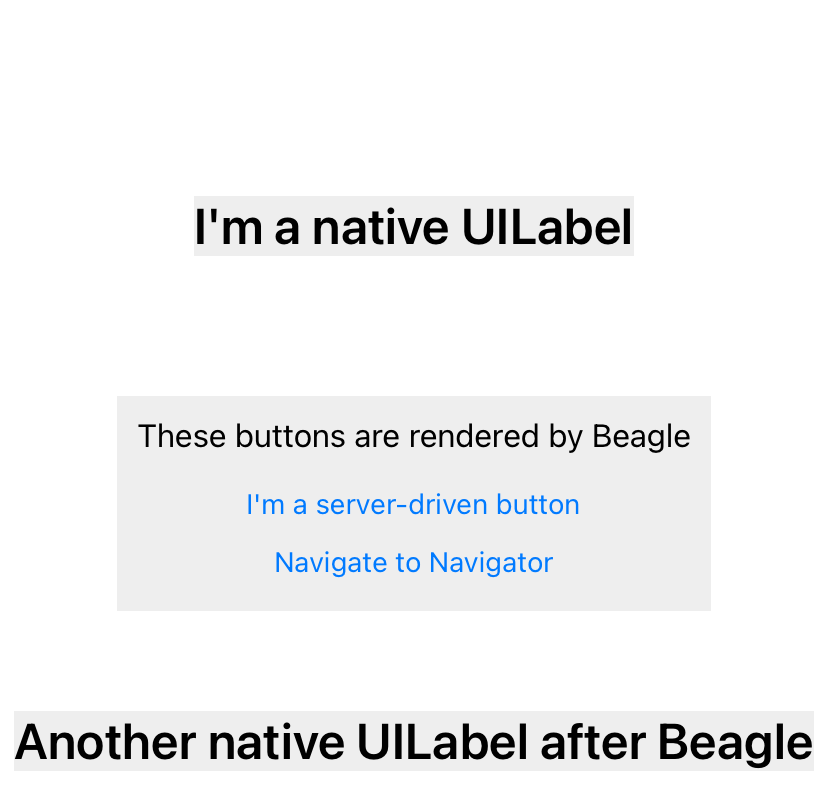 I'm a native UILabel
These buttons are rendered by Beagle
I'm a server-driven button
Navigate to Navigator
Another native UILabel after Beagle